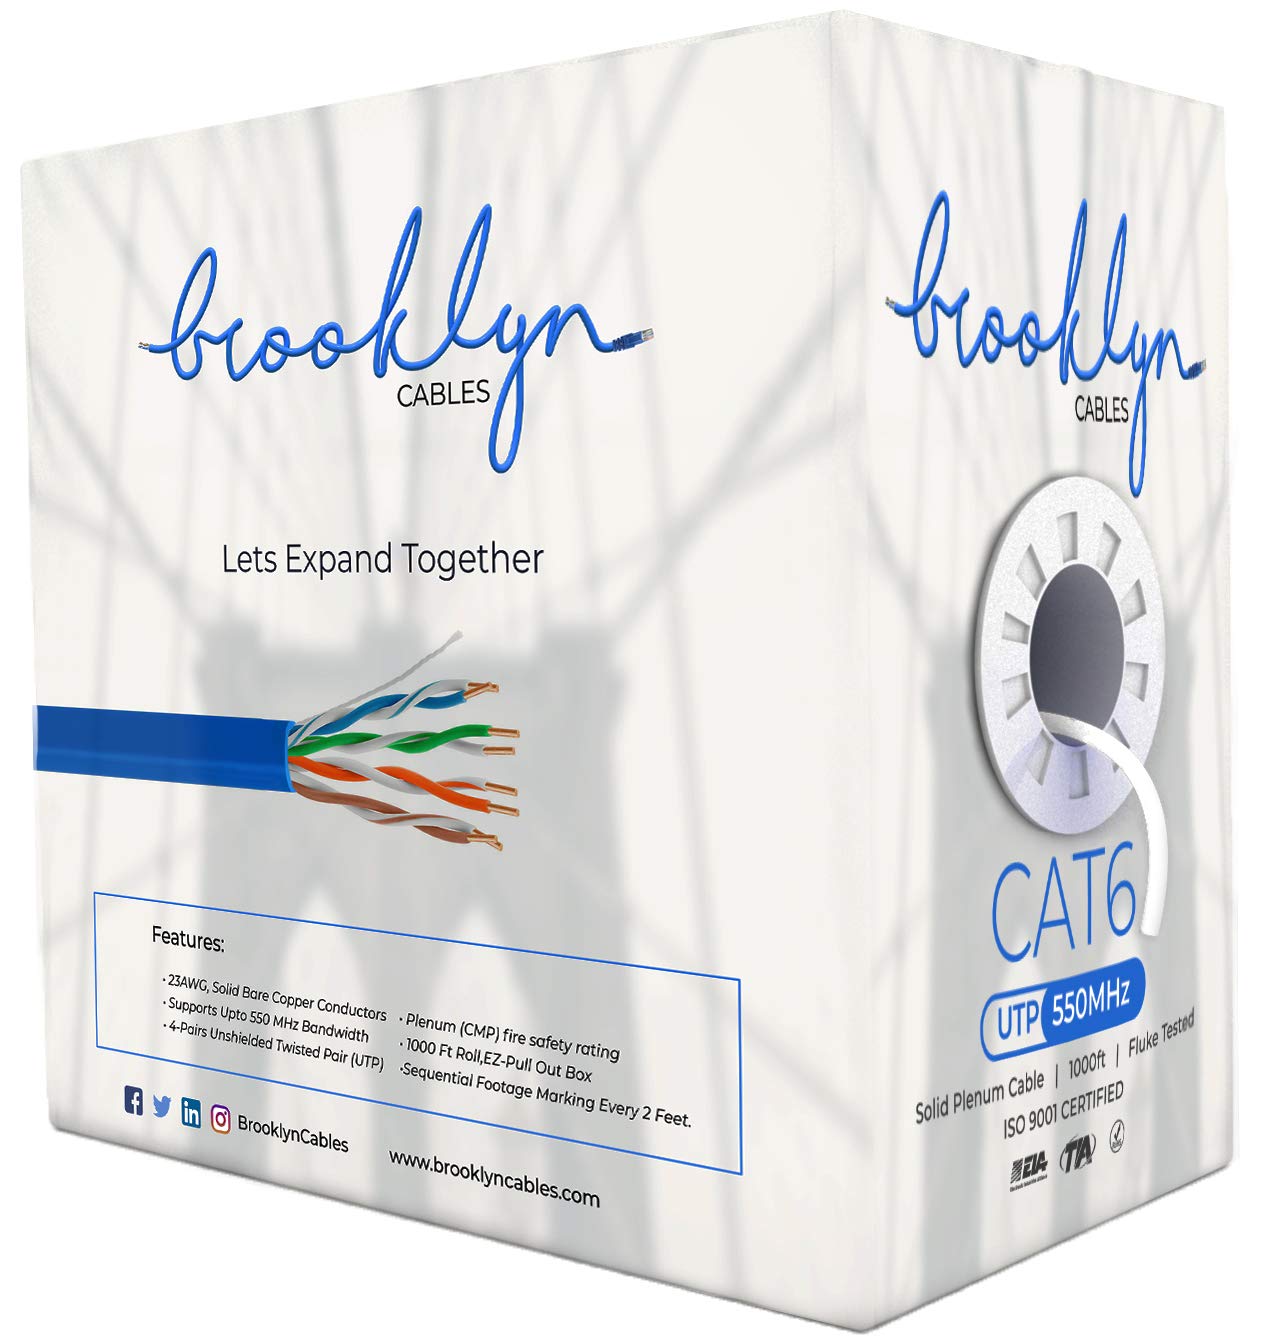 brooklyn
CABLES
Lets Expand Together
Features:
· 23AWG, Solid Bare Copper Conductors
· Supports Upto 550 MHz Bandwidth
· 4-Pairs Unshielded Twisted Pair (UTP)
· Plenum (CMP) fire safety rating
· 1000 Ft Roll,EZ-Pull Out Box
·Sequential Footage Marking Every 2 Feet.
BrooklynCables
www.brooklyncables.com
brooklyn
CABLES
CAT6
UTP 550MHz
Solid Plenum Cable | 1000ft | Fluke Tested
ISO 9001 CERTIFIED
EIA TIA